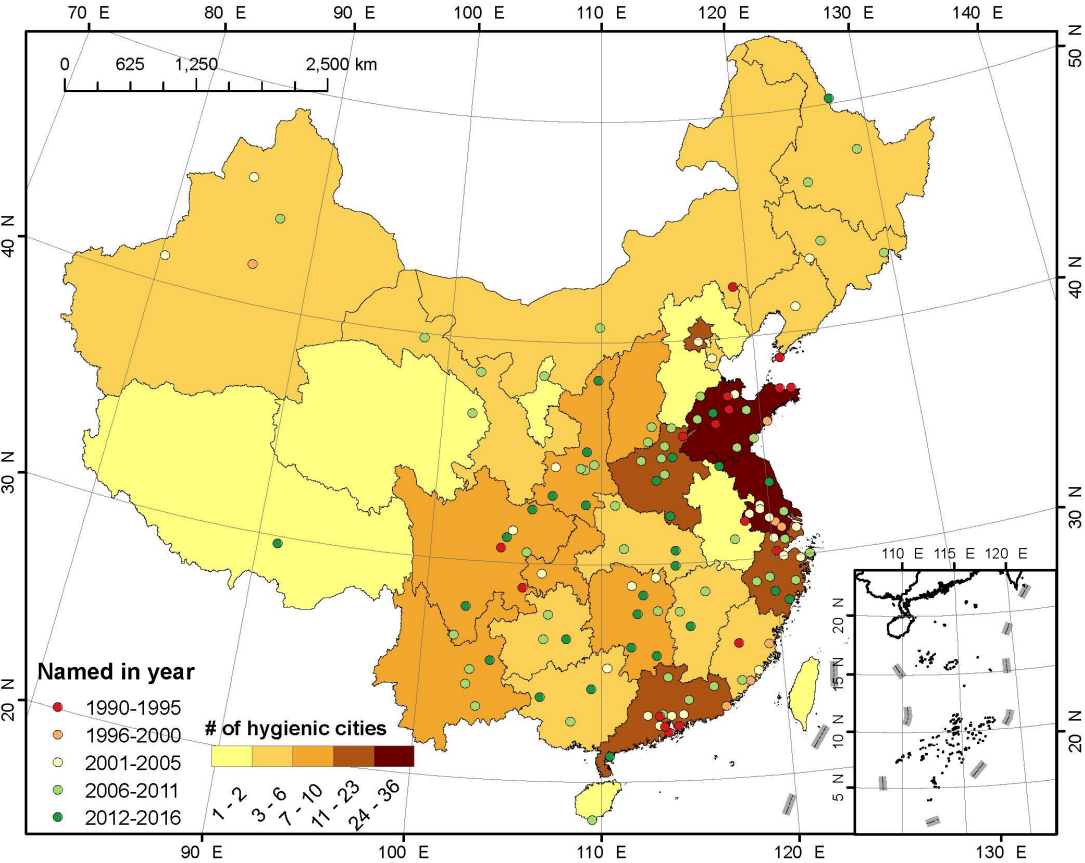 70 E 80 E 90 E 100 E 110 E 120 E 130 E 140 E
50 N
0 625 1,250 2,500 km
40 N
40 N
30 N
30 N
110 E 115 E 120 E
20 N
15 N
10 N
5 N
20 N
20 N
Named in year
1990-1995
1996-2000
2001-2005
2006-2011
2012-2016
# of hygienic cities
1 - 2
3 - 6
7 - 10
11 - 23
24 - 36
90 E 100 E 110 E 120 E 130 E